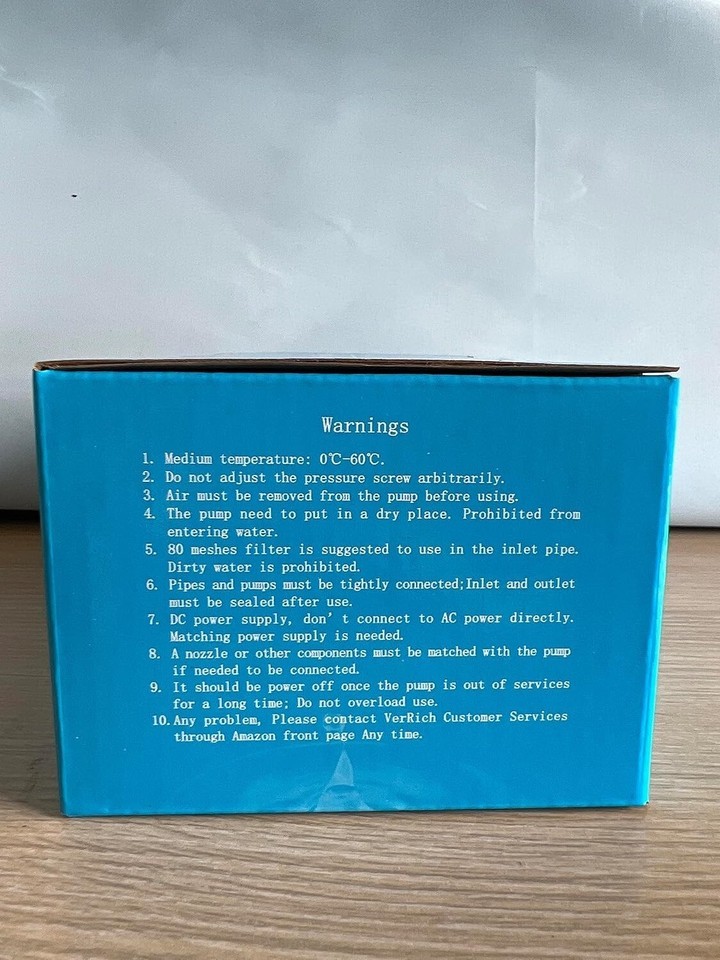 Warnings
1. Medium temperature: 0℃-60℃.
2. Do not adjust the pressure screw arbitrarily.
3. Air must be removed from the pump before using.
4. The pump need to put in a dry place. Prohibited from
entering water.
5. 80 meshes filter is suggested to use in the inlet pipe.
Dirty water is prohibited.
6. Pipes and pumps must be tightly connected;Inlet and outlet
must be sealed after use.
7. DC power supply, don't connect to AC power directly.
Matching power supply is needed.
8. A nozzle or other components must be matched with the pump
if needed to be connected.
9. It should be power off once the pump is out of services
for a long time; Do not overload use.
10. Any problem, Please contact VerRich Customer Services
through Amazon front page Any time.